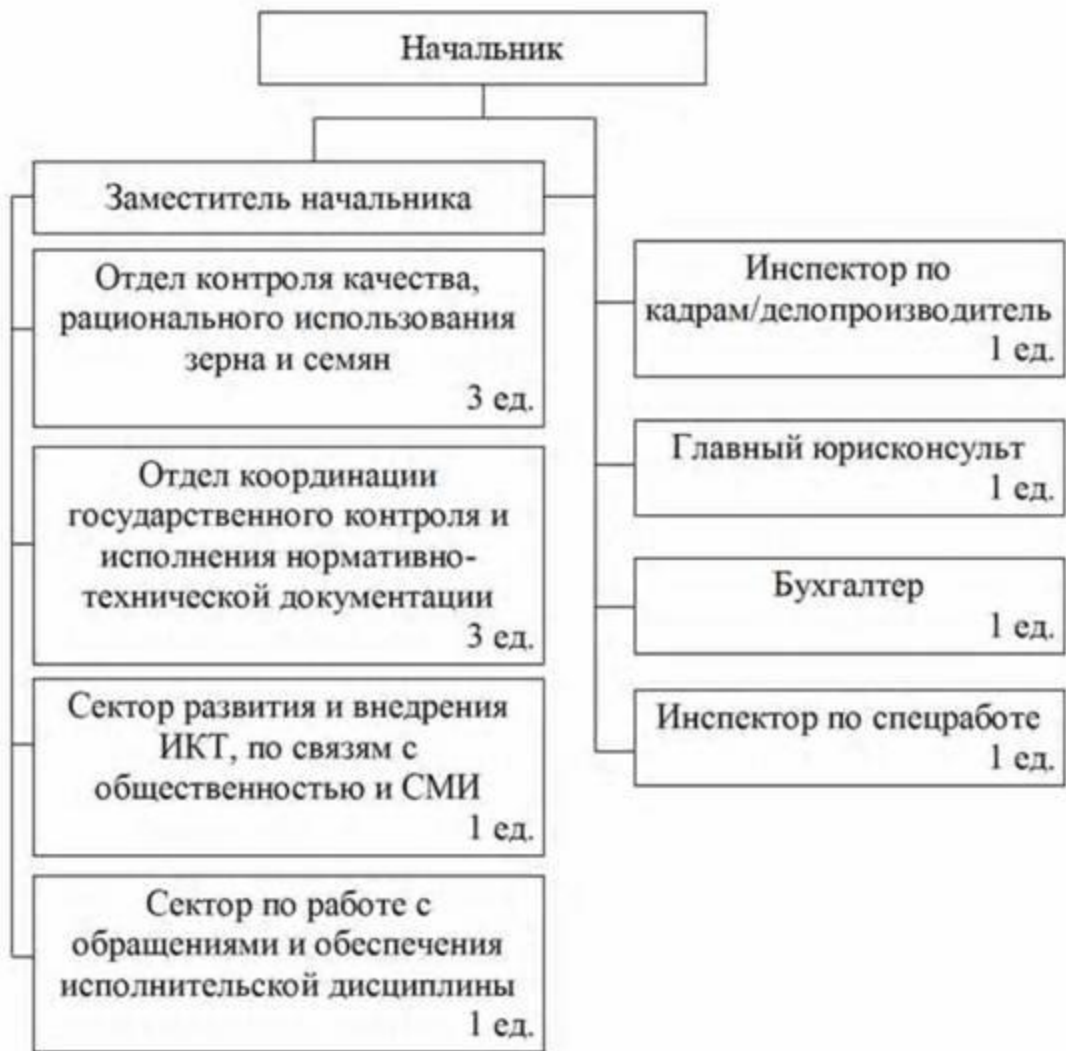 Начальник
Заместитель начальника
Отдел контроля качества,
рационального использования
зерна и семян
3 ед.
Отдел координации
государственного контроля и
исполнения нормативно-
технической документации
3 ед.
Сектор развития и внедрения
ИКТ, по связям с
общественностью и СМИ
1 ед.
Сектор по работе с
обращениями и обеспечения
исполнительской дисциплины
1 ед.
Инспектор по
кадрам/делопроизводитель
1 ед.
Главный юрисконсульт
1 ед.
Бухгалтер
1 ед.
Инспектор по спецработе
1 ед.